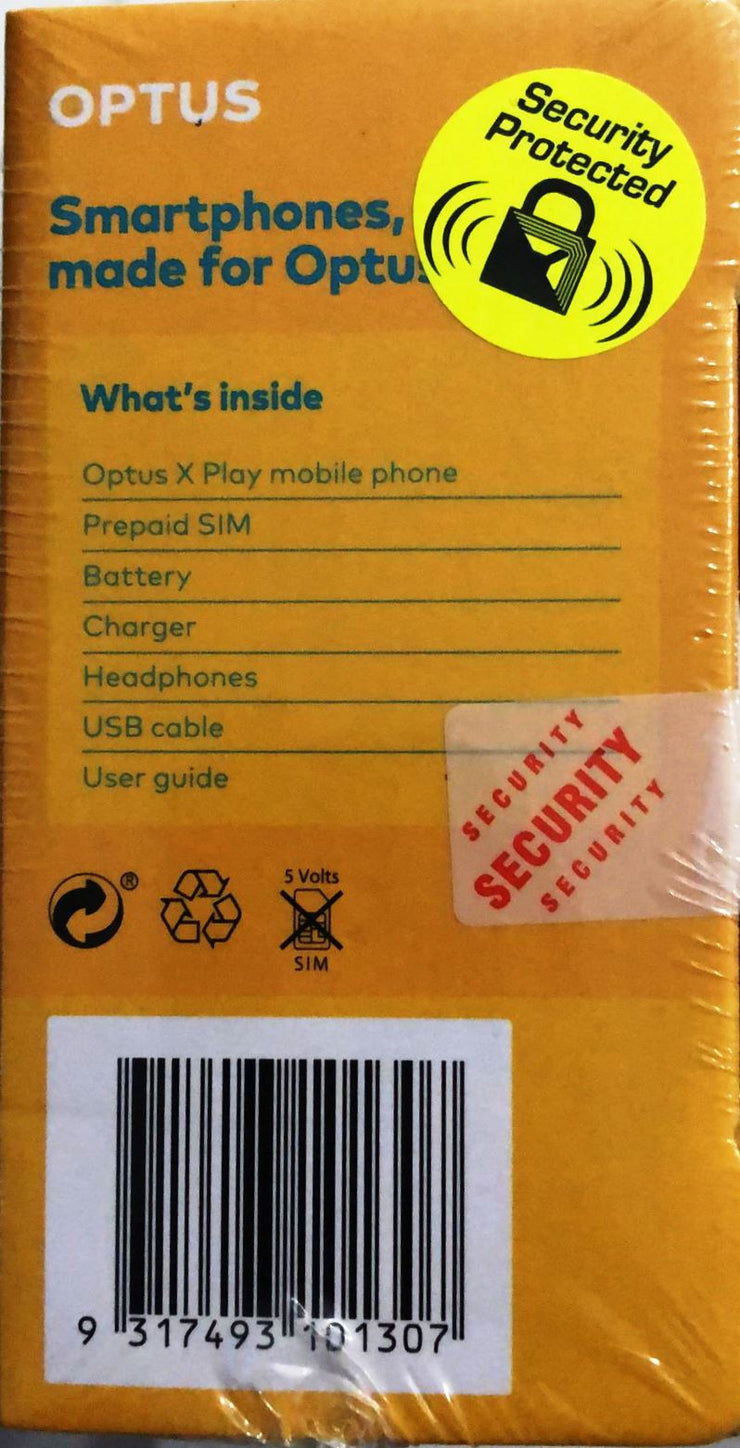 OPTUS
Security
Protected
Smartphones,
made for Optus
What's inside
Optus X Play mobile phone
Prepaid SIM
Battery
Charger
Headphones
USB cable
User guide
SECURITY
SECURITY
SECURITY
®
5 Volts
SIM
9 317493 101307